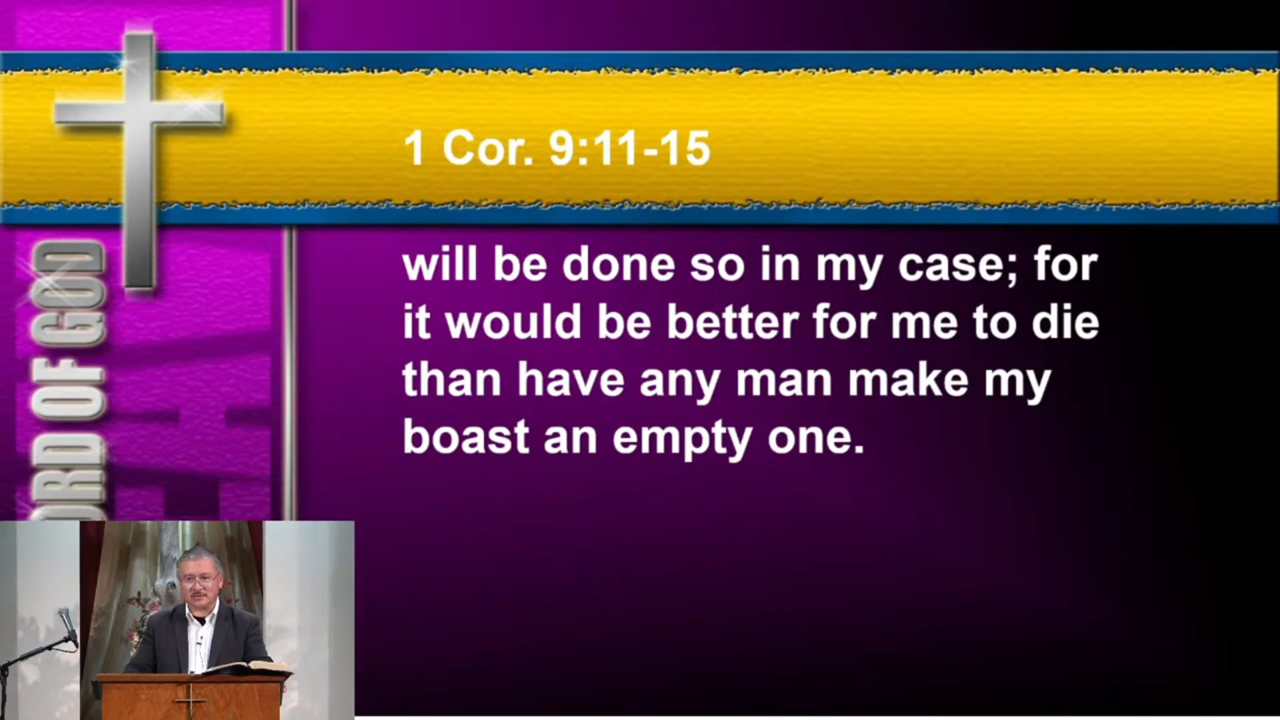 1 Cor. 9:11-15
will be done so in my case; for
it would be better for me to die
than have any man make my
boast an empty one.
OF GOD